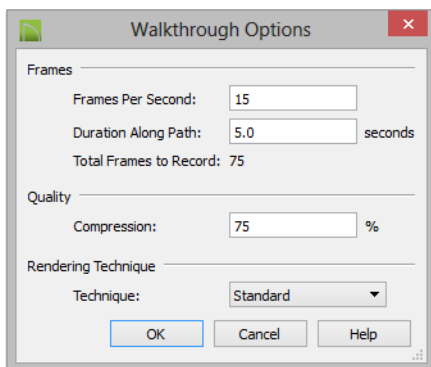 Walkthrough Options
Frames
Frames Per Second: 15
Duration Along Path: 5.0 seconds
Total Frames to Record: 75
Quality
Compression: 75 %
Rendering Technique
Technique: Standard
OK Cancel Help